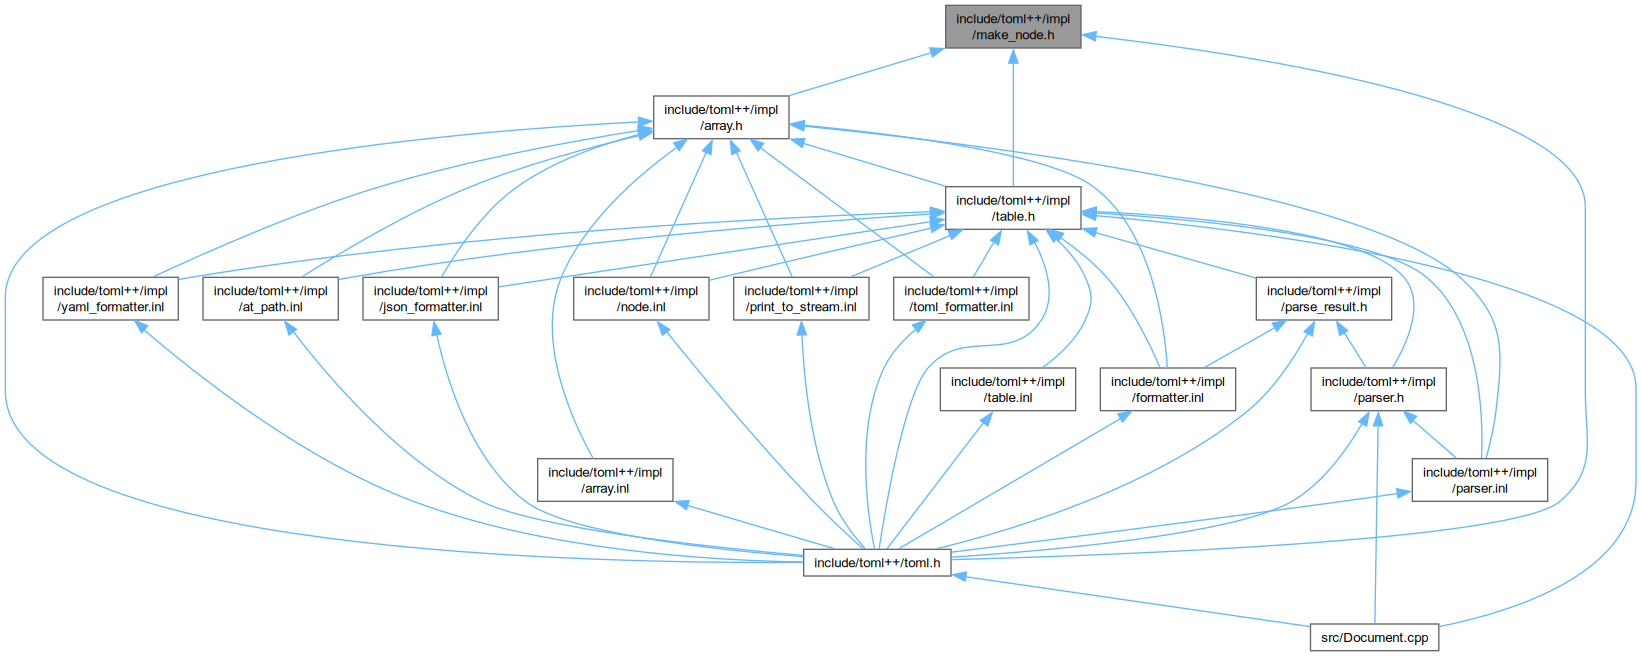 include/toml++/impl
/make_node.h
include/toml++/impl
/array.h
include/toml++/impl
/table.h
include/toml++/impl
/yaml_formatter.inl
include/toml++/impl
/at_path.inl
include/toml++/impl
/json_formatter.inl
include/toml++/impl
/node.inl
include/toml++/impl
/print_to_stream.inl
include/toml++/impl
/toml_formatter.inl
include/toml++/impl
/parse_result.h
include/toml++/impl
/table.inl
include/toml++/impl
/formatter.inl
include/toml++/impl
/parser.h
include/toml++/impl
/array.inl
include/toml++/impl
/parser.inl
include/toml++/toml.h
src/Document.cpp